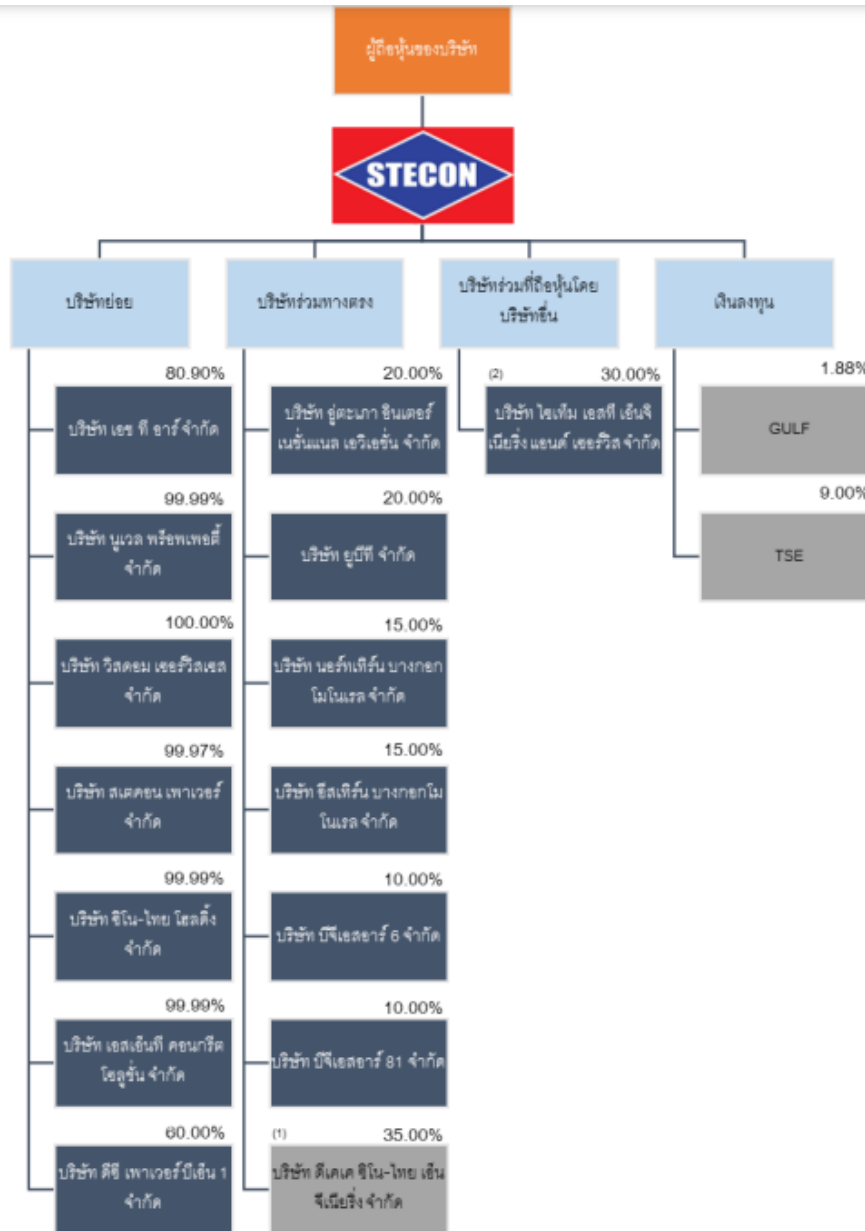 ผู้ถือหุ้นของบริษัท
STECON
บริษัทย่อย
บริษัทร่วมทางตรง
บริษัทร่วมที่ถือหุ้นโดย
บริษัทอื่น
เงินลงทุน
80.90%
บริษัท เอช ที อาร์ จำกัด
99.99%
บริษัท นูเวล พร็อพเพอตี้
จำกัด
100.00%
บริษัท วิสดอม เซอร์วิสเซส
จำกัด
99.97%
บริษัท สเตคอน เพาเวอร์
จำกัด
99.99%
บริษัท ซิโน-ไทย โฮลดิ้ง
จำกัด
99.99%
บริษัท เอสเอ็นที คอนกรีต
โซลูชั่น จำกัด
60.00%
บริษัท ดีซี เพาเวอร์ บีเอ็น 1
จำกัด
20.00%
บริษัท อู่ตะเภา อินเตอร์
เนชั่นแนล เอวิเอชั่น จำกัด
20.00%
บริษัท ยูบีที จำกัด
15.00%
บริษัท นอร์ทเทิร์น บางกอก
โมโนเรล จำกัด
15.00%
บริษัท อีสเทิร์น บางกอกโม
โนเรล จำกัด
10.00%
บริษัท บีจีเอสอาร์ 6 จำกัด
10.00%
บริษัท บีจีเอสอาร์ 81 จำกัด
(1) 35.00%
บริษัท ดีเคเค ซิโน-ไทย เอ็น
จีเนียริ่ง จำกัด
(2) 30.00%
บริษัท ไซเท็ม เอสที เอ็นจิ
เนียริ่ง แอนด์ เซอร์วิส จำกัด
1.88%
GULF
9.00%
TSE